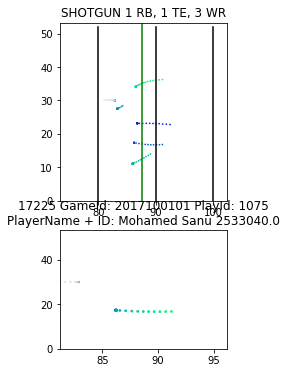 SHOTGUN 1 RB, 1 TE, 3 WR
50
40
30
20
10
0
80 90 100
17225 GameId: 2017100101 PlayId: 1075
PlayerName + ID: Mohamed Sanu 2533040.0
40
20
0
85 90 95